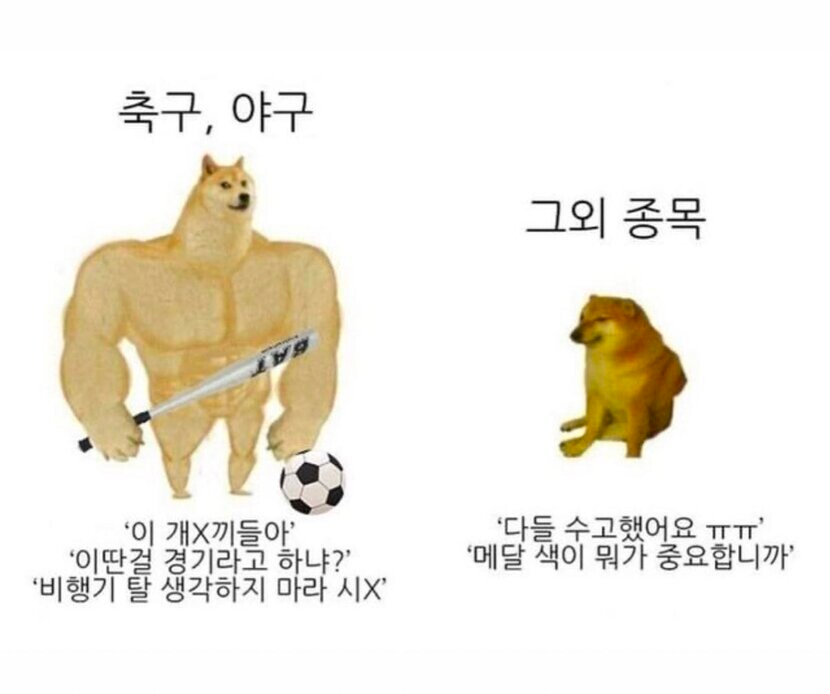 축구, 야구
BAT
'이 개X끼들아'
'이딴걸 경기라고 하냐?'
'비행기 탈 생각하지 마라 시X'
그외 종목
'다들 수고했어요 ㅠㅠ'
'메달 색이 뭐가 중요합니까'